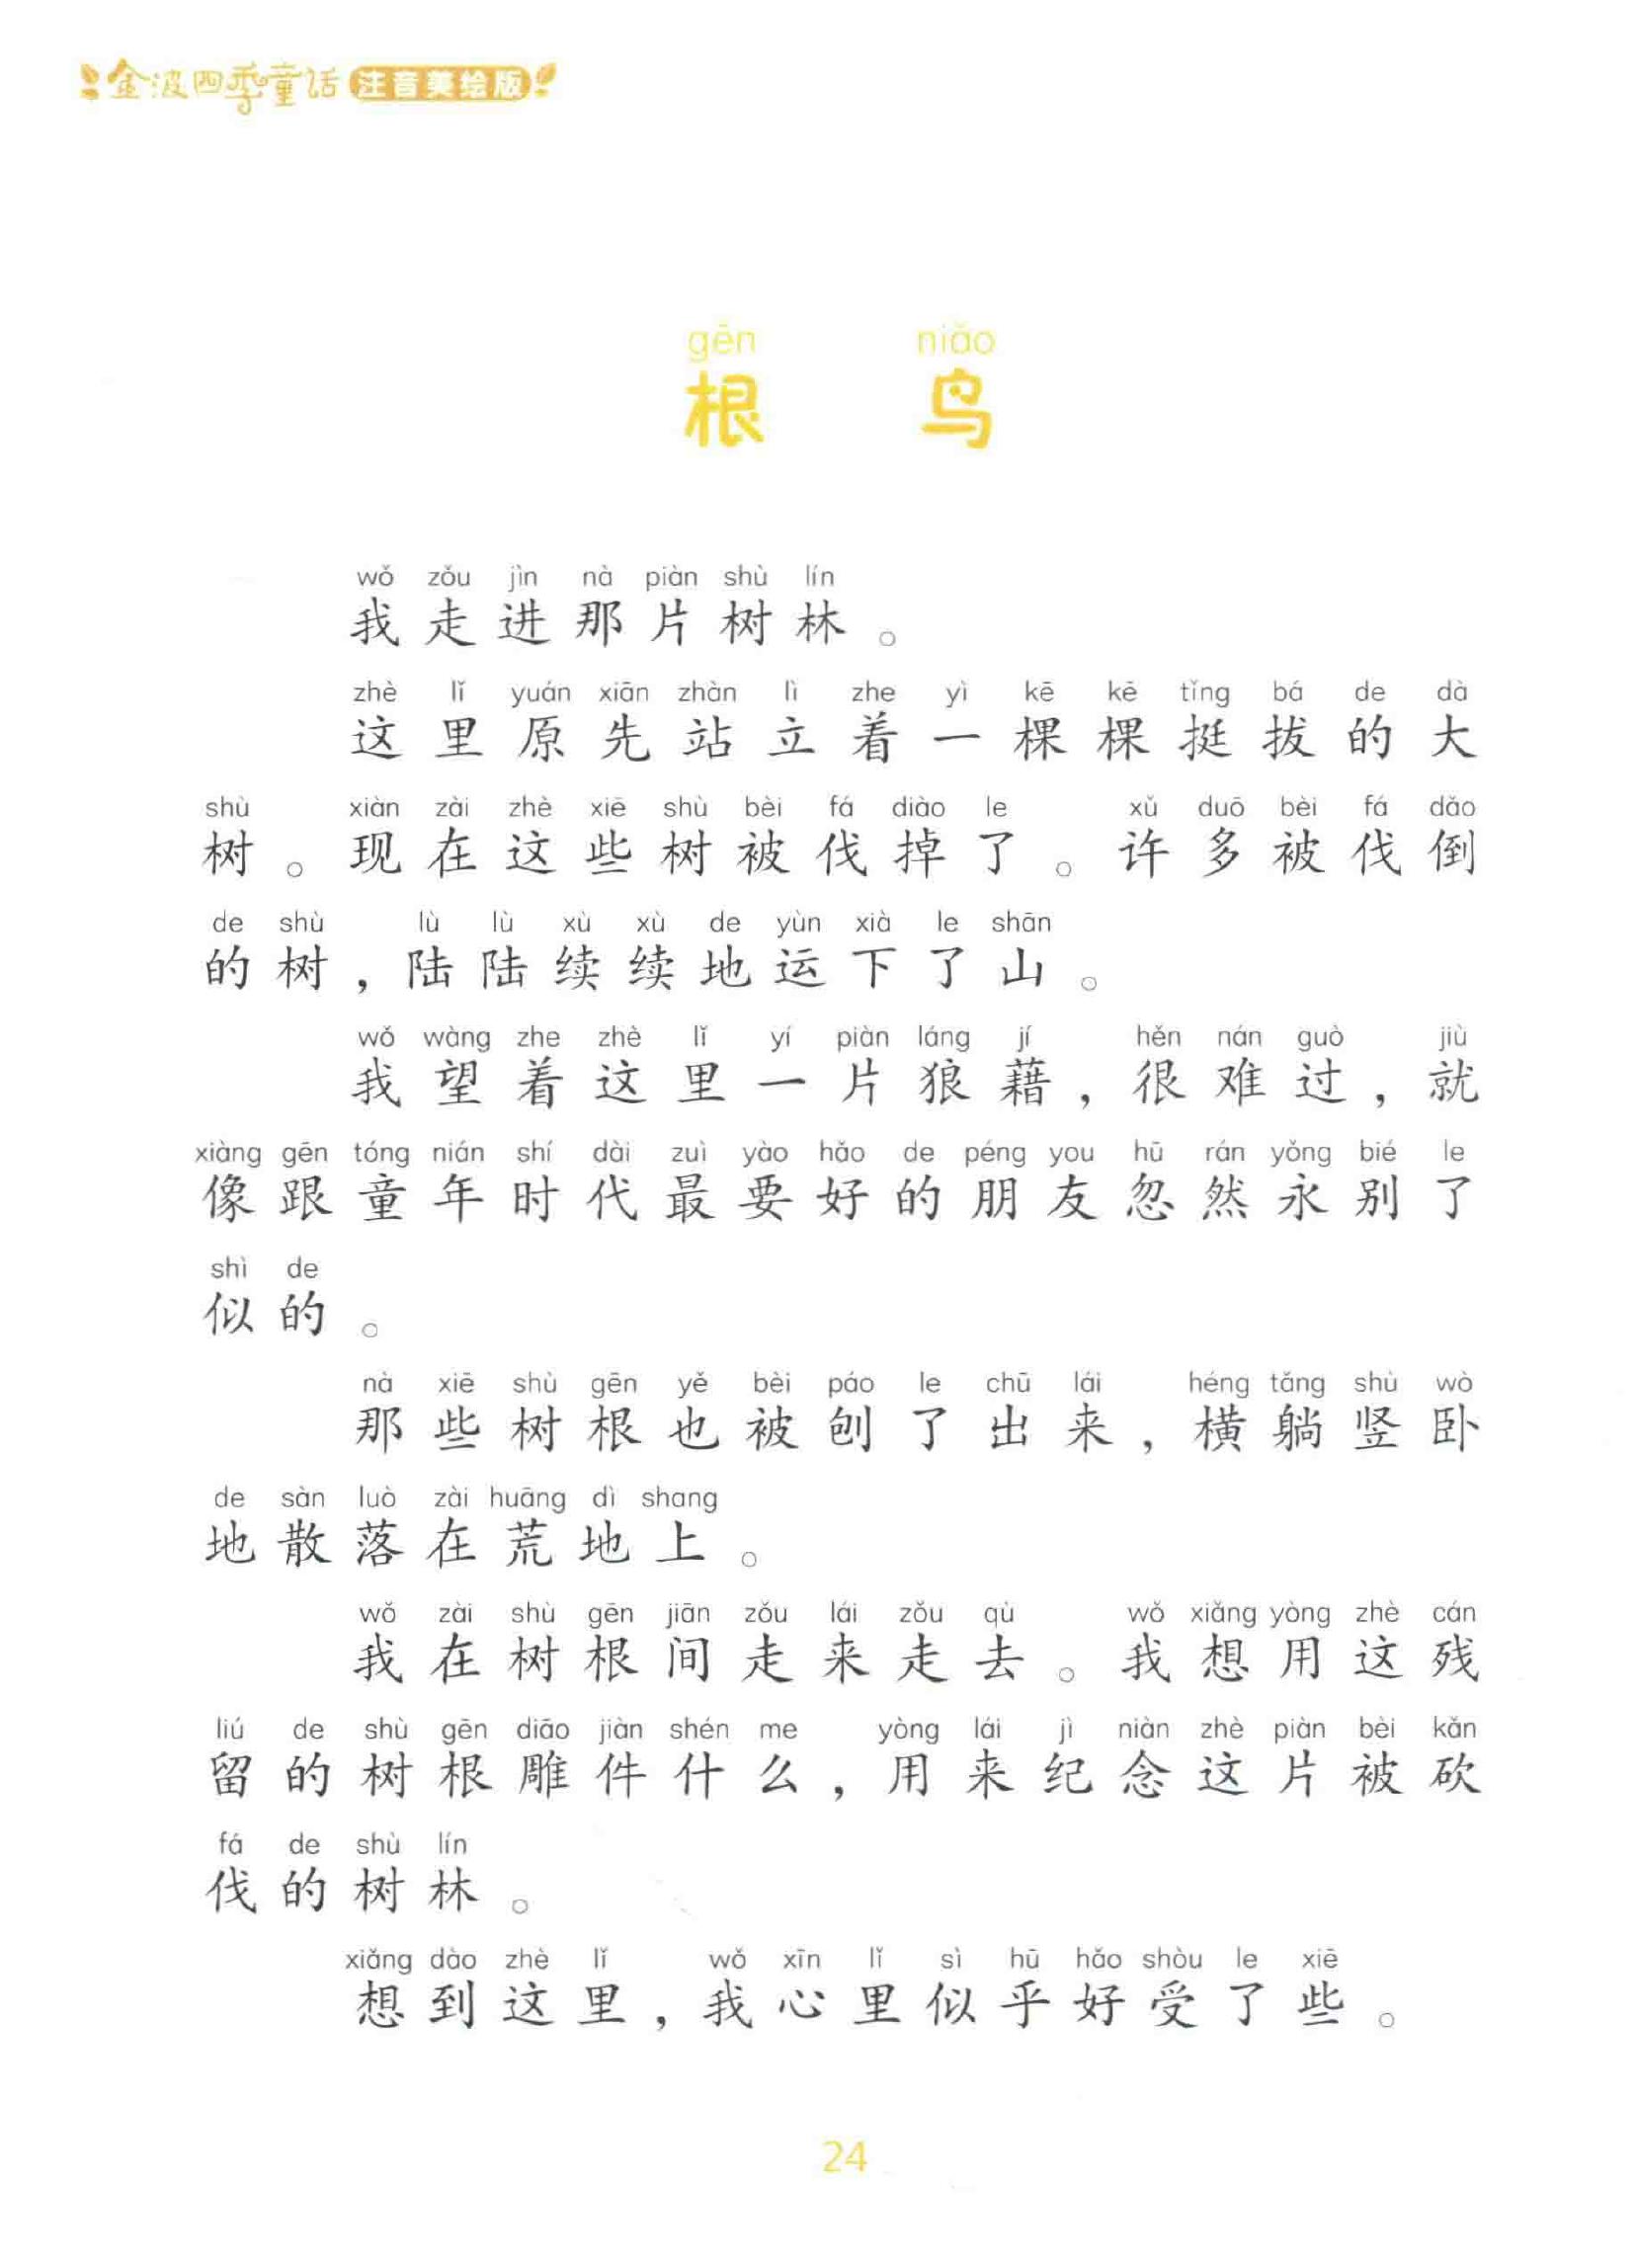 金波四季童话 注音美绘版
gēn niǎo
根 鸟
wǒ zǒu jìn nà piàn shù lín
我走进那片树林。
zhè lǐ yuán xiān zhàn lì zhe yì kē kē tǐng bá de dà
这里原先站立着一棵棵挺拔的大
shù xiàn zài zhè xiē shù bèi fá diào le xǔ duō bèi fá dǎo
树。现在这些树被伐掉了。许多被伐倒
de shù lù lù xù xù de yùn xià le shān
的树，陆陆续续地运下了山。
wǒ wàng zhe zhè lǐ yí piàn láng jí hěn nán guò jiù
我望着这里一片狼藉，很难过，就
xiàng gēn tóng nián shí dài zuì yào hǎo de péng you hū rán yǒng bié le
像跟童年时代最要好的朋友忽然永别了
shì de
似的。
nà xiē shù gēn yě bèi páo le chū lái héng tǎng shù wò
那些树根也被刨了出来，横躺竖卧
de sàn luò zài huāng dì shang
地散落在荒地上。
wǒ zài shù gēn jiān zǒu lái zǒu qù wǒ xiǎng yòng zhè cán
我在树根间走来走去。我想用这残
liú de shù gēn diāo jiàn shén me yòng lái jì niàn zhè piàn bèi kǎn
留的树根雕件什么，用来纪念这片被砍
fá de shù lín
伐的树林。
xiǎng dào zhè lǐ wǒ xīn lǐ sì hū hǎo shòu le xiē
想到这里，我心里似乎好受了些。
24